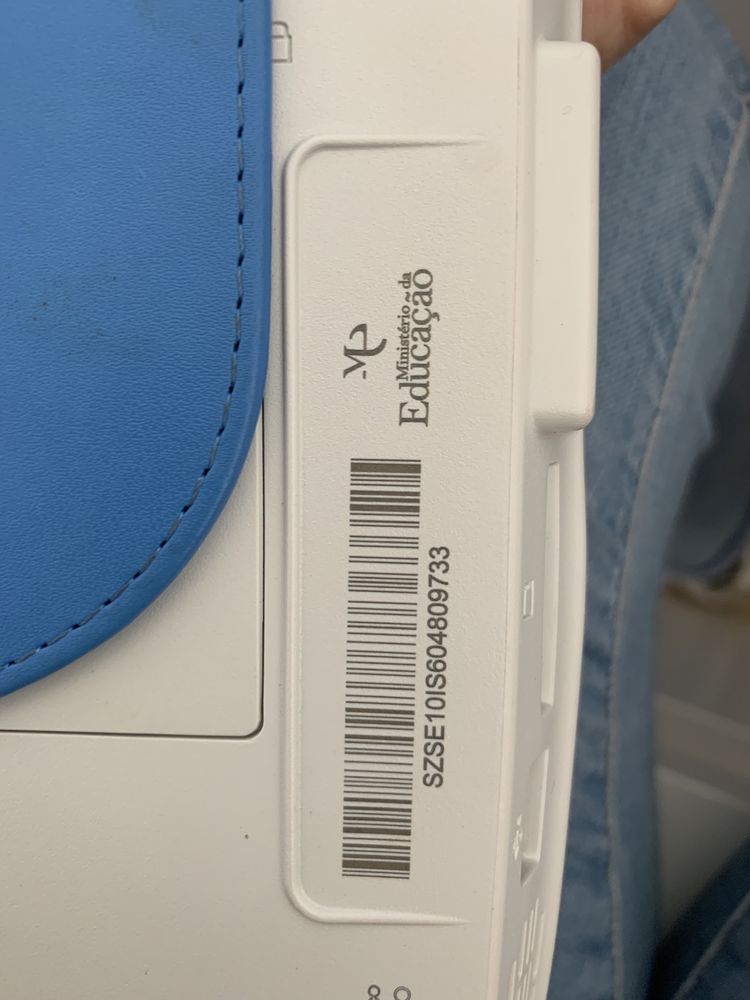 Ministério da
Educação
SZSE10IS604809733